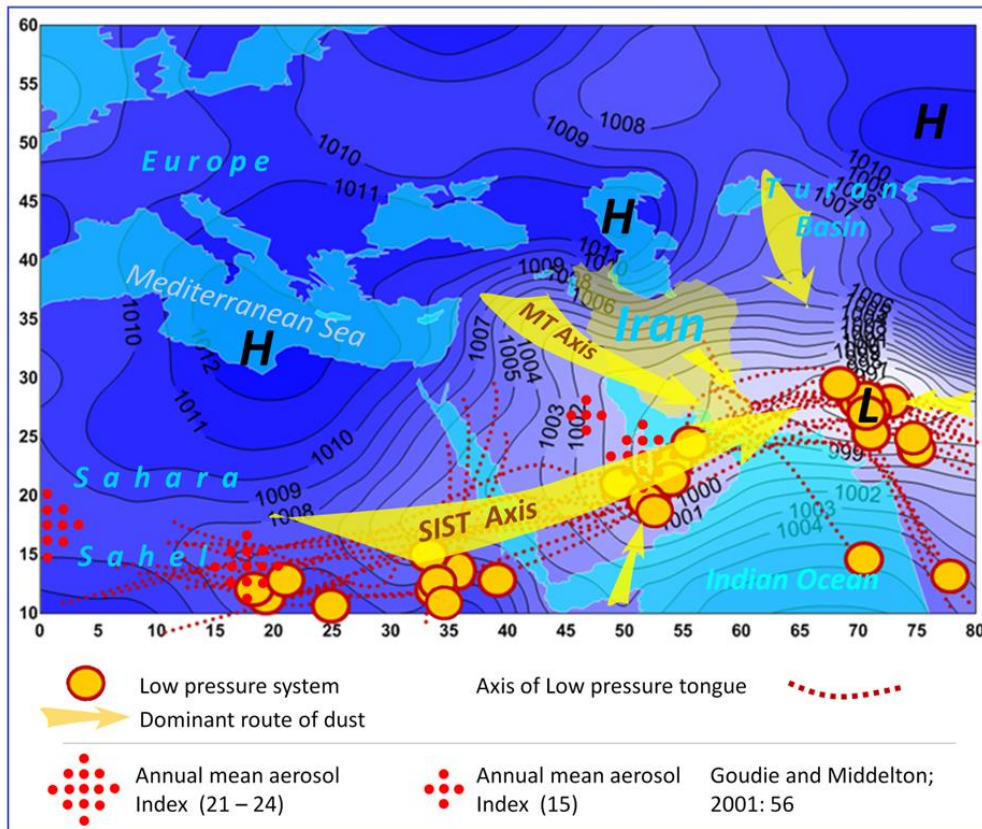 60
55
50
45
40
35
30
25
20
15
10
0
5
10
15
20
25
30
35
40
45
50
55
60
65
70
75
80
Europe
Mediterranean Sea
Sahara
Sahel
Iran
Turan
Basin
Indian Ocean
MT Axis
SIST Axis
H
H
H
L
1009
1008
1010
1011
1010
1007
1010
1012
1011
1010
1009
1008
1009
1006
1007
1005
1004
1003
1006
999
1000
1001
1002
1003
1004
Low pressure system
Axis of Low pressure tongue
Dominant route of dust
Annual mean aerosol
Index (21 – 24)
Annual mean aerosol
Index (15)
Goudie and Middelton;
2001: 56